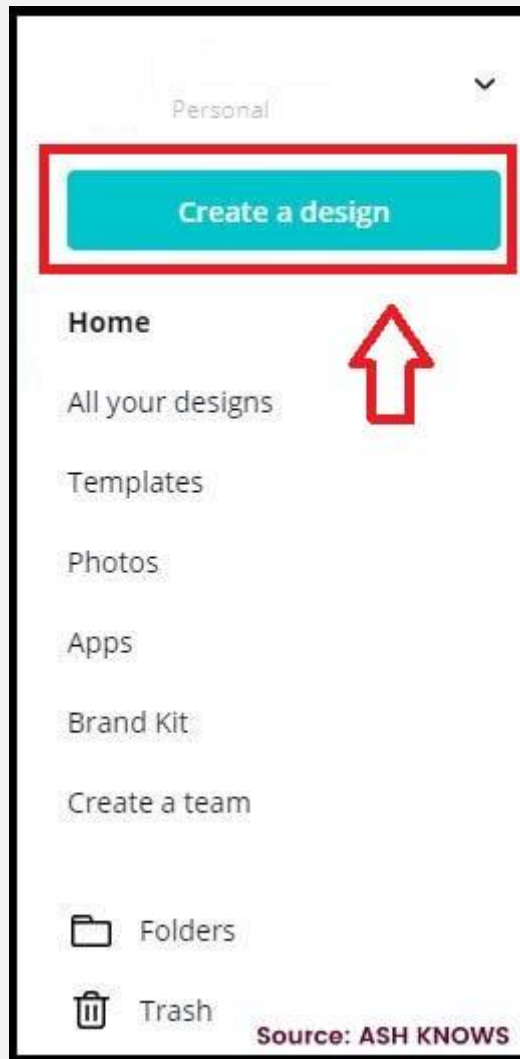 Personal
Create a design
Home
All your designs
Templates
Photos
Apps
Brand Kit
Create a team
Folders
Trash
Source: ASH KNOWS